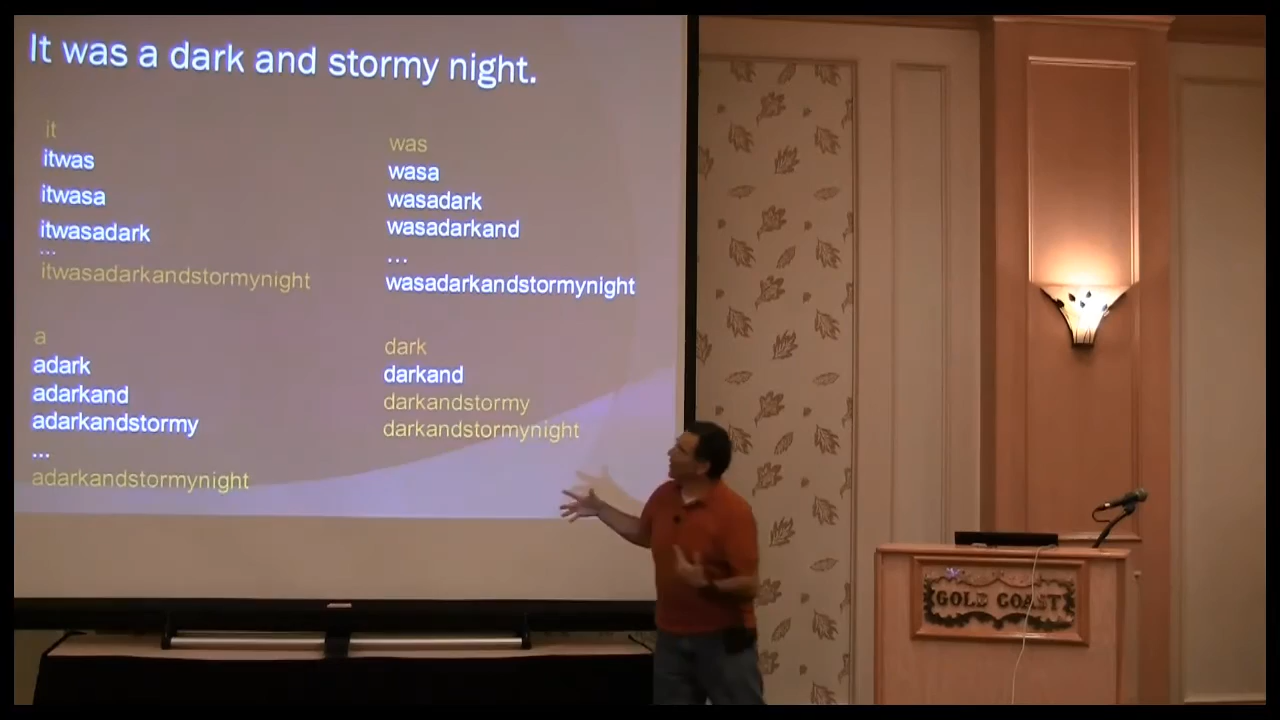 It was a dark and stormy night.
it
itwas
itwasa
itwasadark
...
itwasadarkandstormynight
was
wasa
wasadark
wasadarkand
...
wasadarkandstormynight
a
adark
adarkand
adarkandstormy
...
adarkandstormynight
dark
darkand
darkandstormy
darkandstormynight
GOLD COAST